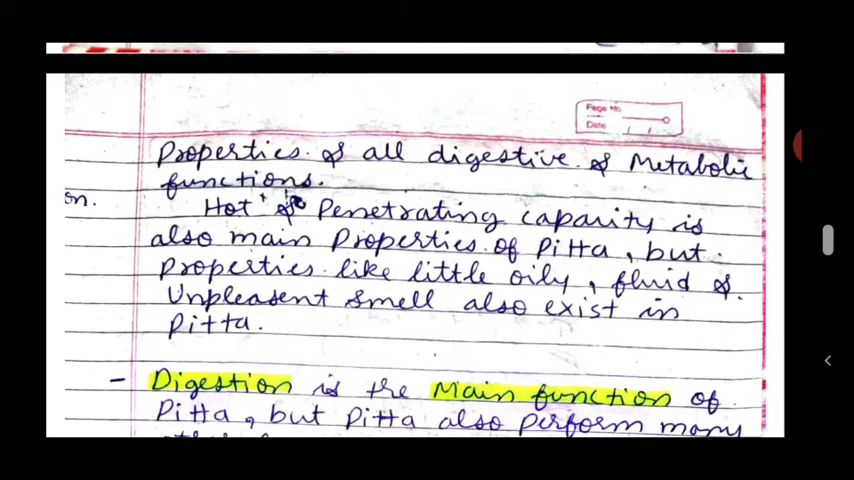 Page No.
Date
Properties & all digestive & Metabolic
functions.
on.
Hot & Penetrating caparity is
also main Properties of Pitta, but
properties like little oily, fluid &
Unpleasent smell also exist in
pitta.
- Digestion is the Main function of
Pitta, but Pitta also perform many